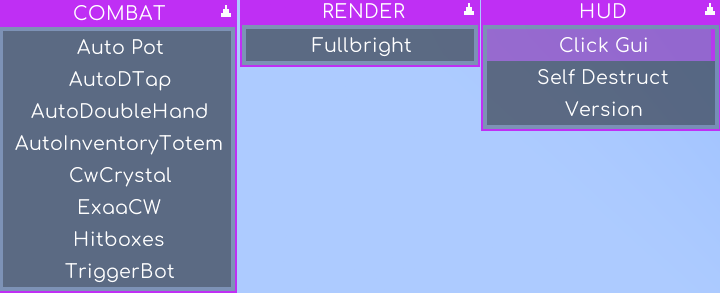 COMBAT
Auto Pot
AutoDTap
AutoDoubleHand
AutoInventoryTotem
CwCrystal
ExaaCW
Hitboxes
TriggerBot
RENDER
Fullbright
HUD
Click Gui
Self Destruct
Version